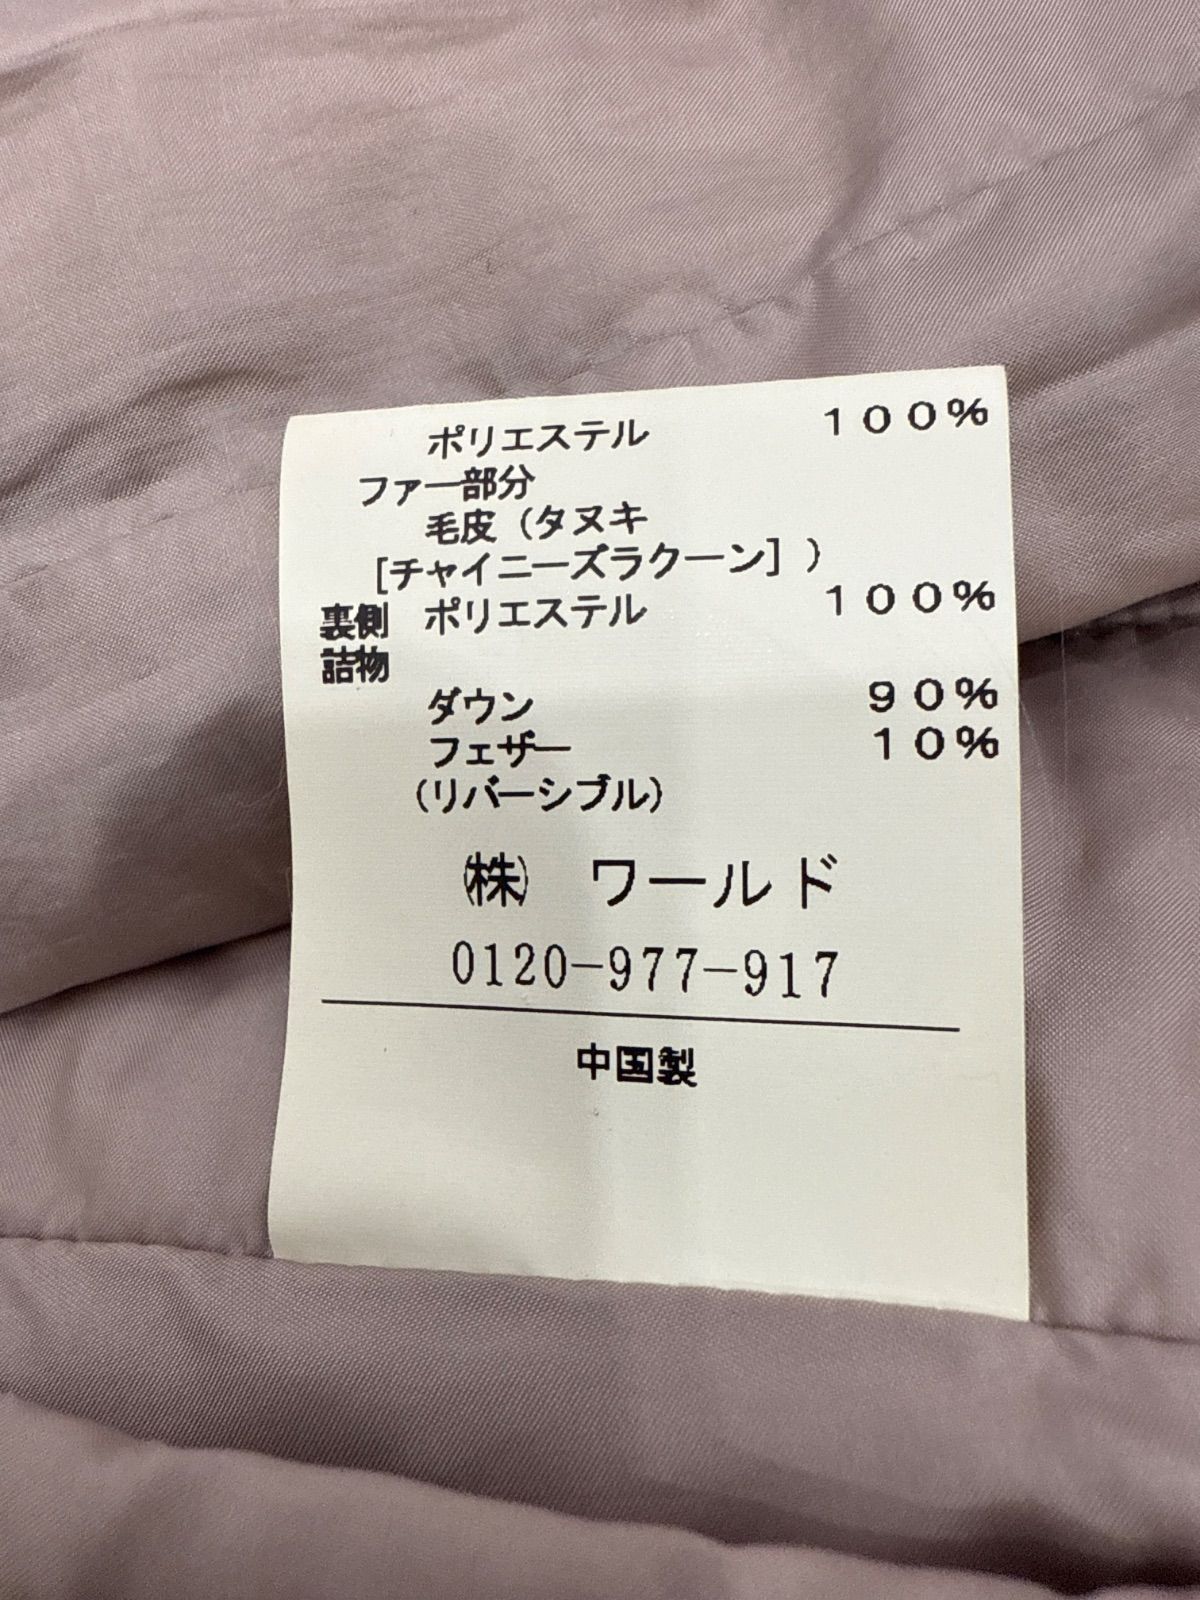 ポリエステル １００％
ファー部分
毛皮（タヌキ
[チャイニーズラクーン]）
裏側 ポリエステル １００％
詰物
ダウン ９０％
フェザー １０％
(リバーシブル)
㈱ ワールド
0120-977-917
中国製